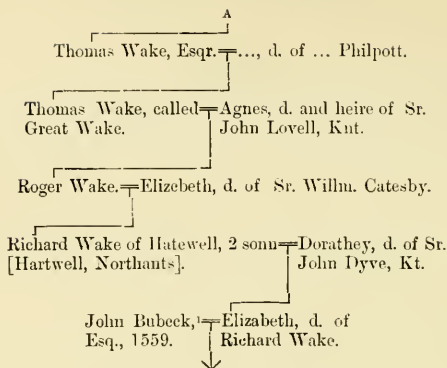 A
Thomas Wake, Esqr. ..., d. of ... Philpott.
Thomas Wake, called Agnes, d. and heire of Sr.
Great Wake. John Lovell, Knt.
Roger Wake. Elizebeth, d. of Sr. Willm. Catesby.
Richard Wake of Hatewell, 2 sonn Dorathey, d. of Sr.
[Hartwell, Northants]. John Dyve, Kt.
John Bubeck,¹ Elizabeth, d. of
Esq., 1559. Richard Wake.